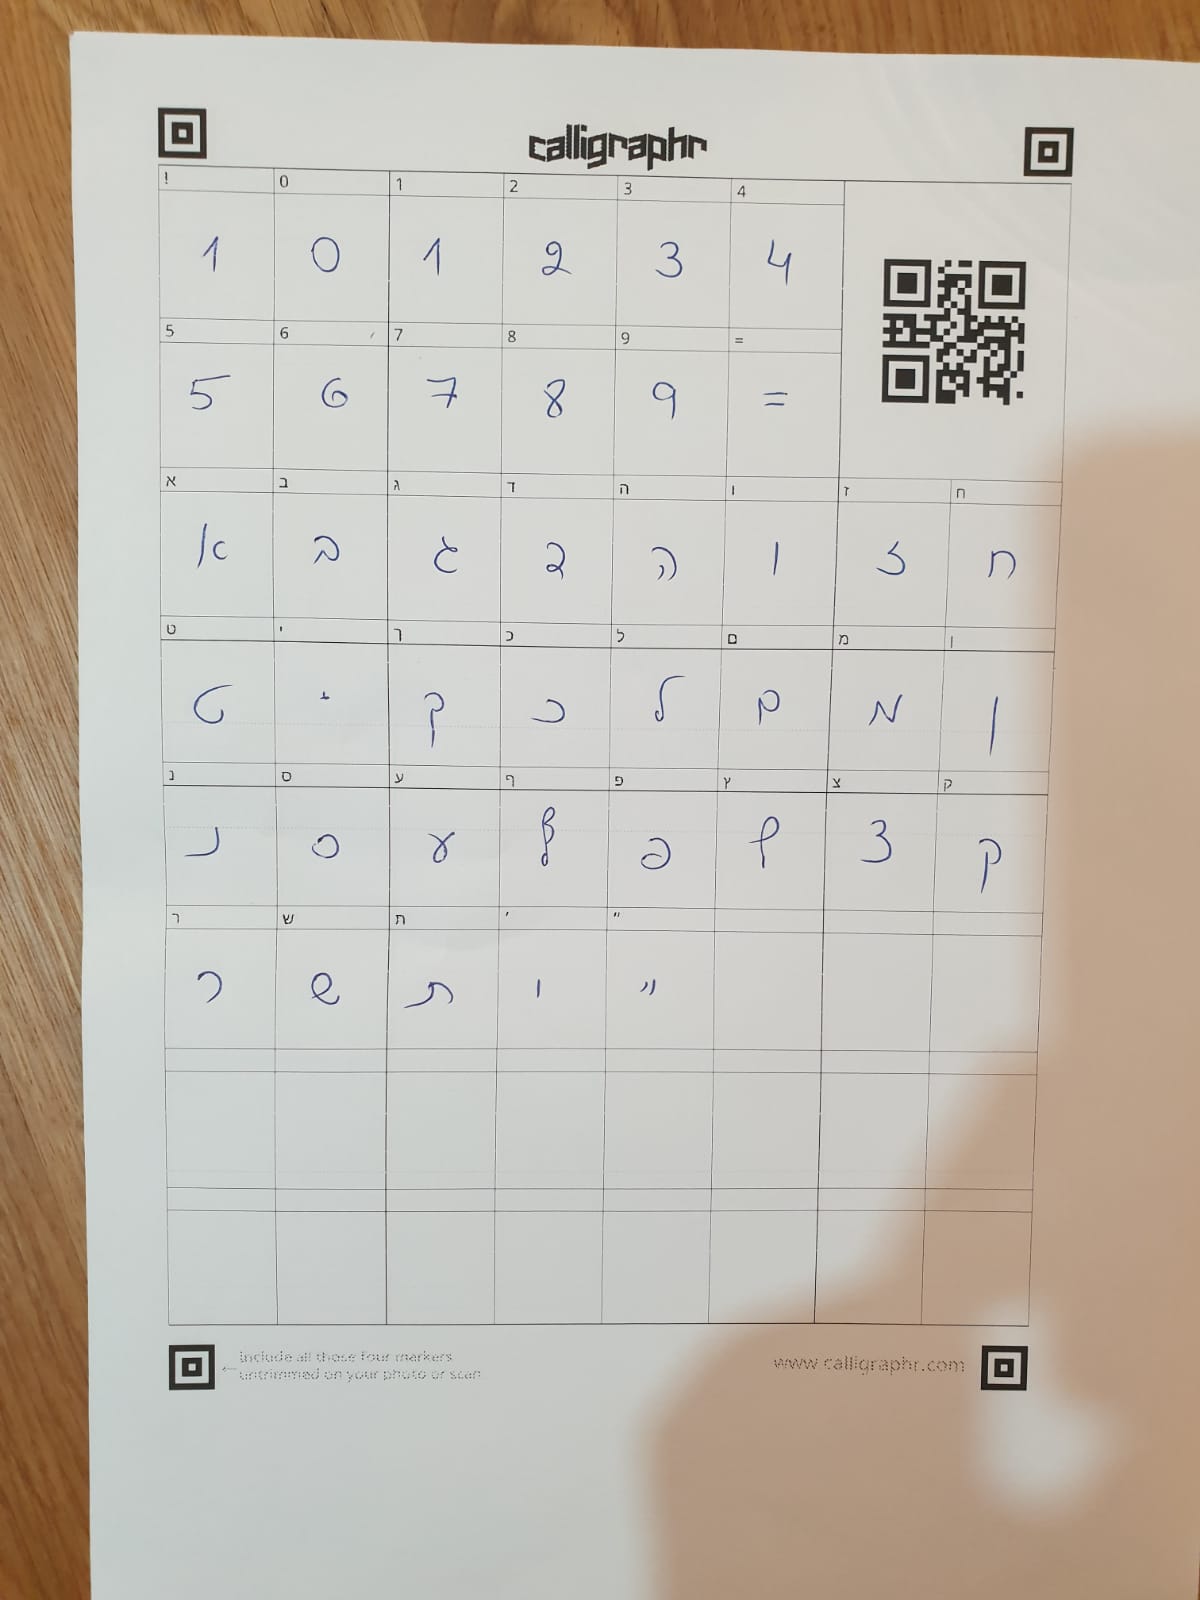 calligraphr
! 0 1 2 3 4
1 0 1 2 3 4
5 6 7 8 9 =
5 6 7 8 9 =
א ב ג ד ה ו ז ח
א ב ג ד ה ו ז ח
ט י ך כ ל ם מ ן
ט י ך כ ל ם מ ן
נ ס ע ף פ ץ צ ק
נ ס ע ף פ ץ צ ק
ר ש ת ׳ ״
ר ש ת ׳ ״
Include all these four markers
← untrimmed on your photo or scan
www.calligraphr.com